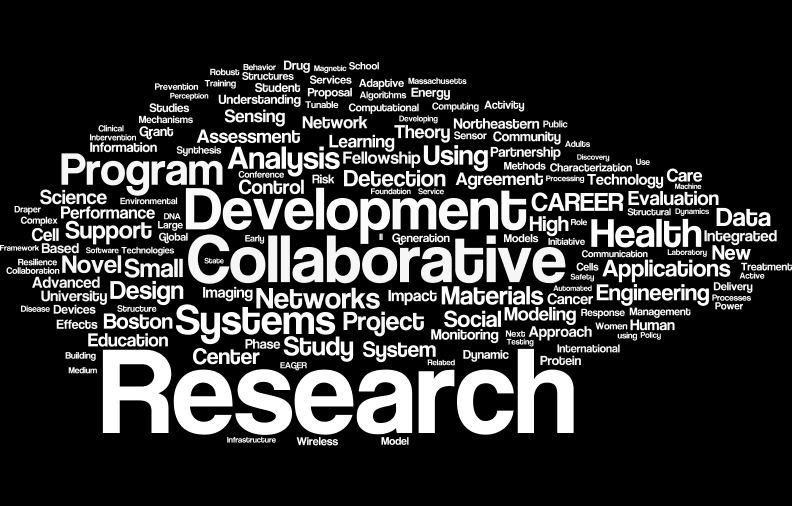 Robust Behavior Drug Magnetic School
Prevention Training Structures Services Adaptive Massachusetts
Perception Student Proposal Algorithms Energy
Studies Understanding Tunable Computational Computing Activity
Mechanisms Sensing Network Developing Northeastern Public
Clinical Grant Assessment Learning Theory Sensor Community
Intervention Adults
Information Synthesis Analysis Fellowship Using Partnership Discovery
Program Conference Risk Detection Methods Characterization Use
Control Agreement Processing Technology Care
Foundation Service Machine
Science Environmental Development CAREER Evaluation
Draper Performance DNA High Role Structural Dynamics Data
Complex Support Large Health
Cell Global Early Generation Models Initiative Integrated
Framework Based Software Technologies Collaborative Communication Laboratory New
Resilience Novel Small State Cells Applications Treatment
Collaboration Safety Active
Advanced Design Imaging Networks Impact Materials Automated Cancer Engineering Delivery
University Processes
Disease Devices Structure Systems Project Social Modeling Response Management Power
Effects Boston Monitoring Next Approach Women Human
Education Phase Study System Testing using Policy
Building Center Dynamic International
Medium EAGER Related Protein
Research
Infrastructure Wireless Model